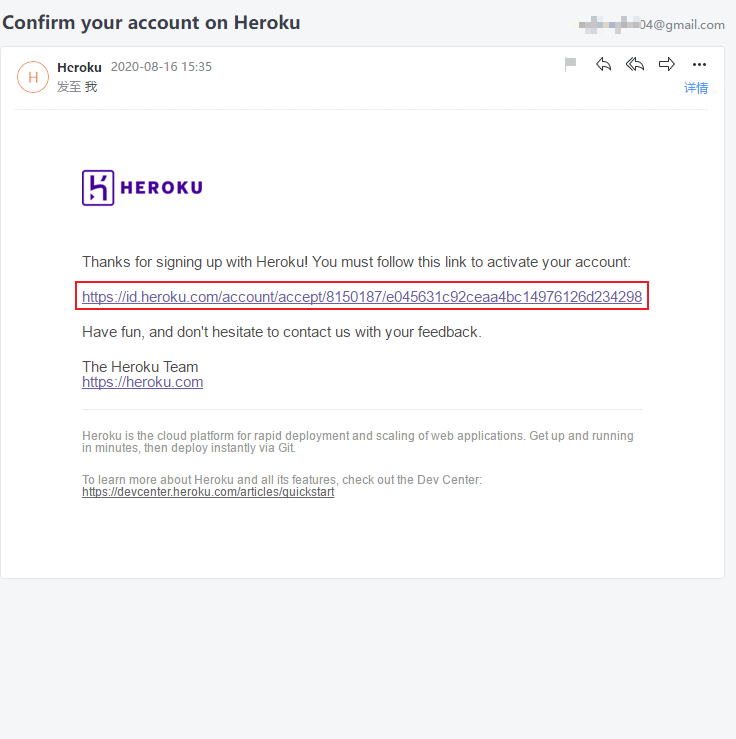 Confirm your account on Heroku
04@gmail.com
H
Heroku 2020-08-16 15:35
发至 我
详情
HEROKU
Thanks for signing up with Heroku! You must follow this link to activate your account:
https://id.heroku.com/account/accept/8150187/e045631c92ceaa4bc14976126d234298
Have fun, and don't hesitate to contact us with your feedback.
The Heroku Team
https://heroku.com
Heroku is the cloud platform for rapid deployment and scaling of web applications. Get up and running
in minutes, then deploy instantly via Git.
To learn more about Heroku and all its features, check out the Dev Center:
https://devcenter.heroku.com/articles/quickstart